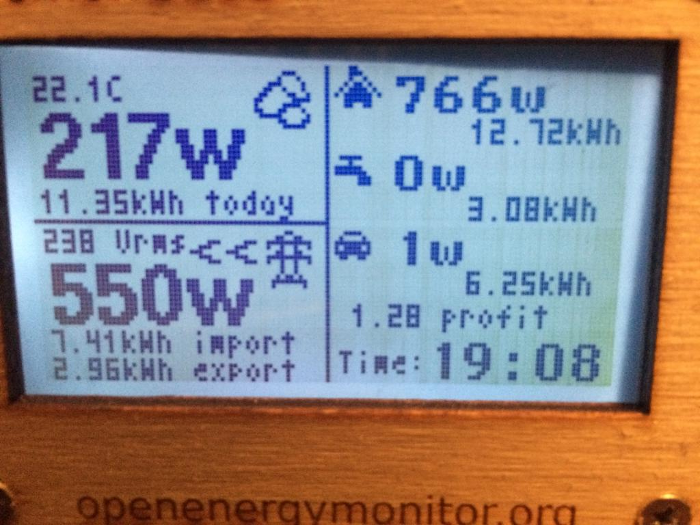 22.1C
217w
11.35kWh today
238 Vrms
550w
7.41kWh import
2.96kWh export
766w
12.72kWh
0w
3.08kWh
1w
6.25kWh
1.28 profit
Time: 19:08
openenergymonitor.org